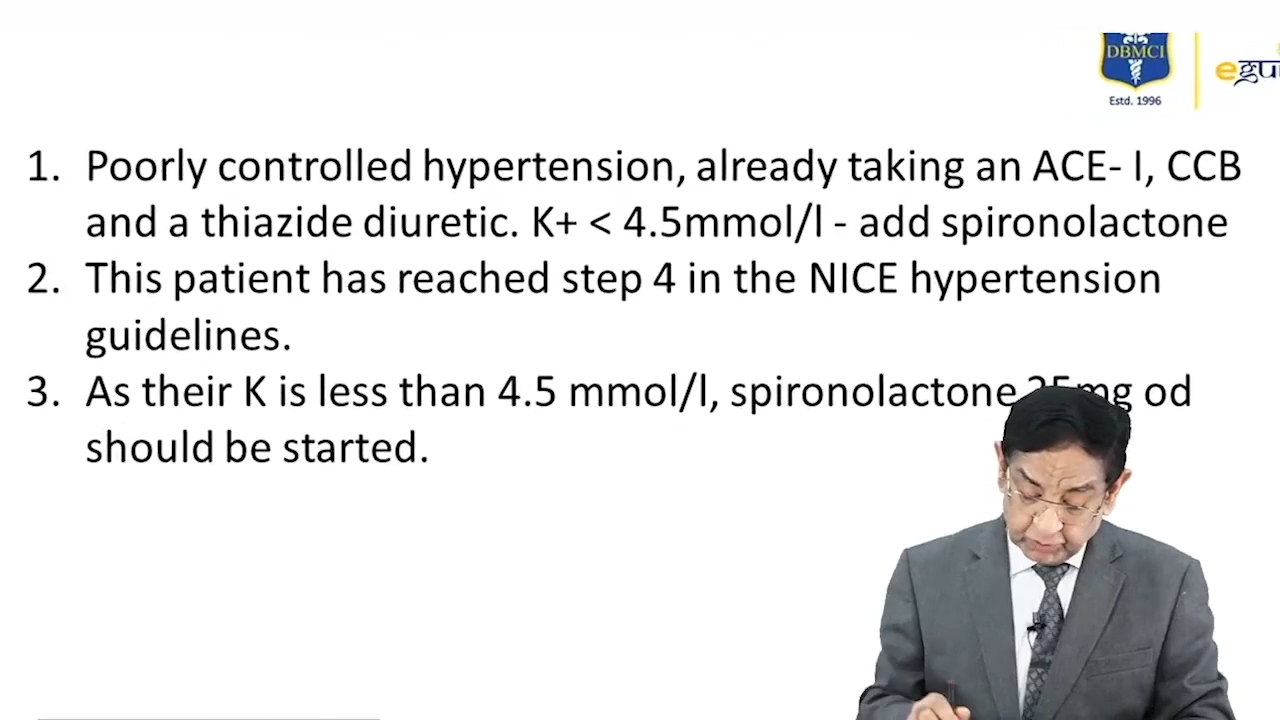 DBMCI
Estd. 1996
1. Poorly controlled hypertension, already taking an ACE- I, CCB
and a thiazide diuretic. K+ < 4.5mmol/l - add spironolactone
2. This patient has reached step 4 in the NICE hypertension
guidelines.
3. As their K is less than 4.5 mmol/l, spironolactone od
should be started.